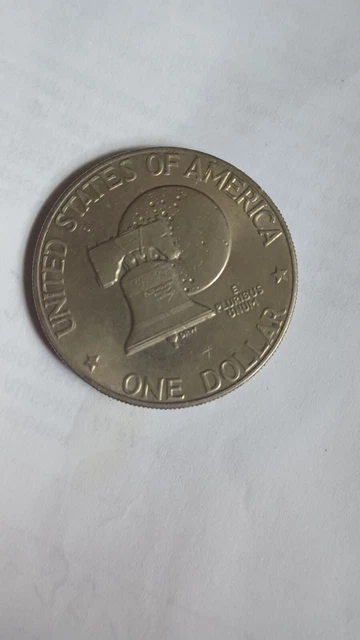 UNITED STATES OF AMERICA
E
PLURIBUS
UNUM
ONE DOLLAR